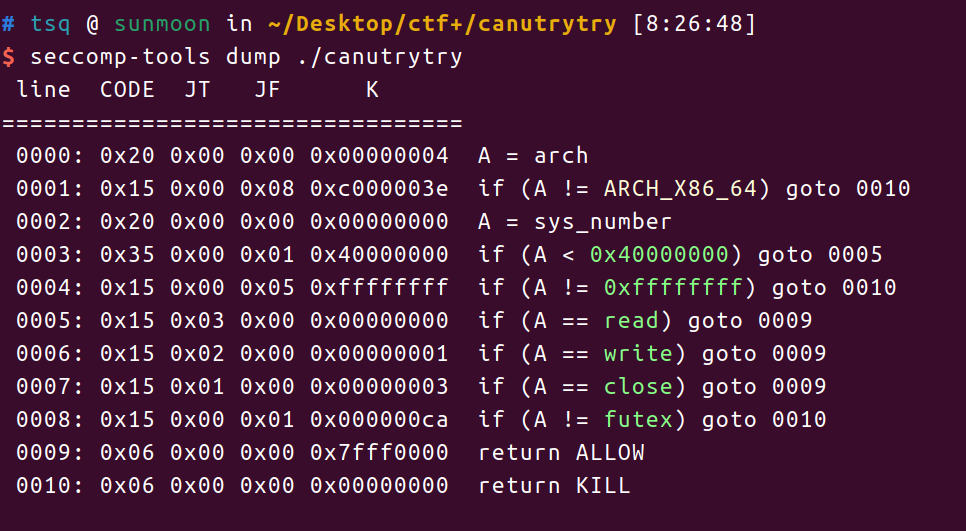 # tsq @ sunmoon in ~/Desktop/ctf+/canutrytry [8:26:48]
$ seccomp-tools dump ./canutrytry
 line  CODE  JT   JF      K
=================================
 0000: 0x20 0x00 0x00 0x00000004  A = arch
 0001: 0x15 0x00 0x08 0xc000003e  if (A != ARCH_X86_64) goto 0010
 0002: 0x20 0x00 0x00 0x00000000  A = sys_number
 0003: 0x35 0x00 0x01 0x40000000  if (A < 0x40000000) goto 0005
 0004: 0x15 0x00 0x05 0xffffffff  if (A != 0xffffffff) goto 0010
 0005: 0x15 0x03 0x00 0x00000000  if (A == read) goto 0009
 0006: 0x15 0x02 0x00 0x00000001  if (A == write) goto 0009
 0007: 0x15 0x01 0x00 0x00000003  if (A == close) goto 0009
 0008: 0x15 0x00 0x01 0x000000ca  if (A != futex) goto 0010
 0009: 0x06 0x00 0x00 0x7fff0000  return ALLOW
 0010: 0x06 0x00 0x00 0x00000000  return KILL